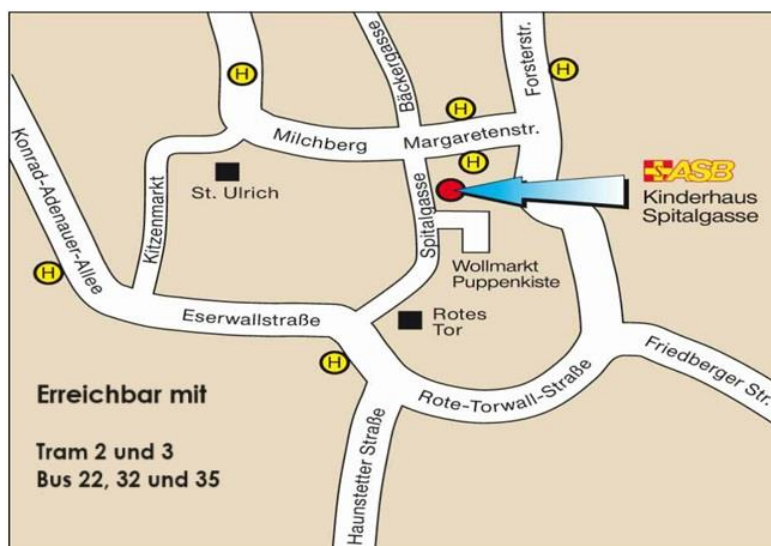 H
Bäckergasse
Forsterstr.
H
H
Milchberg
Margaretenstr.
H
Konrad-Adenauer-Allee
Kitzenmarkt
St. Ulrich
Spitalgasse
ASB
Kinderhaus
Spitalgasse
Wollmarkt
Puppenkiste
H
Eserwallstraße
Rotes
Tor
H
Friedberger Str.
Rote-Torwall-Straße
Haunstetter Straße
Erreichbar mit
Tram 2 und 3
Bus 22, 32 und 35